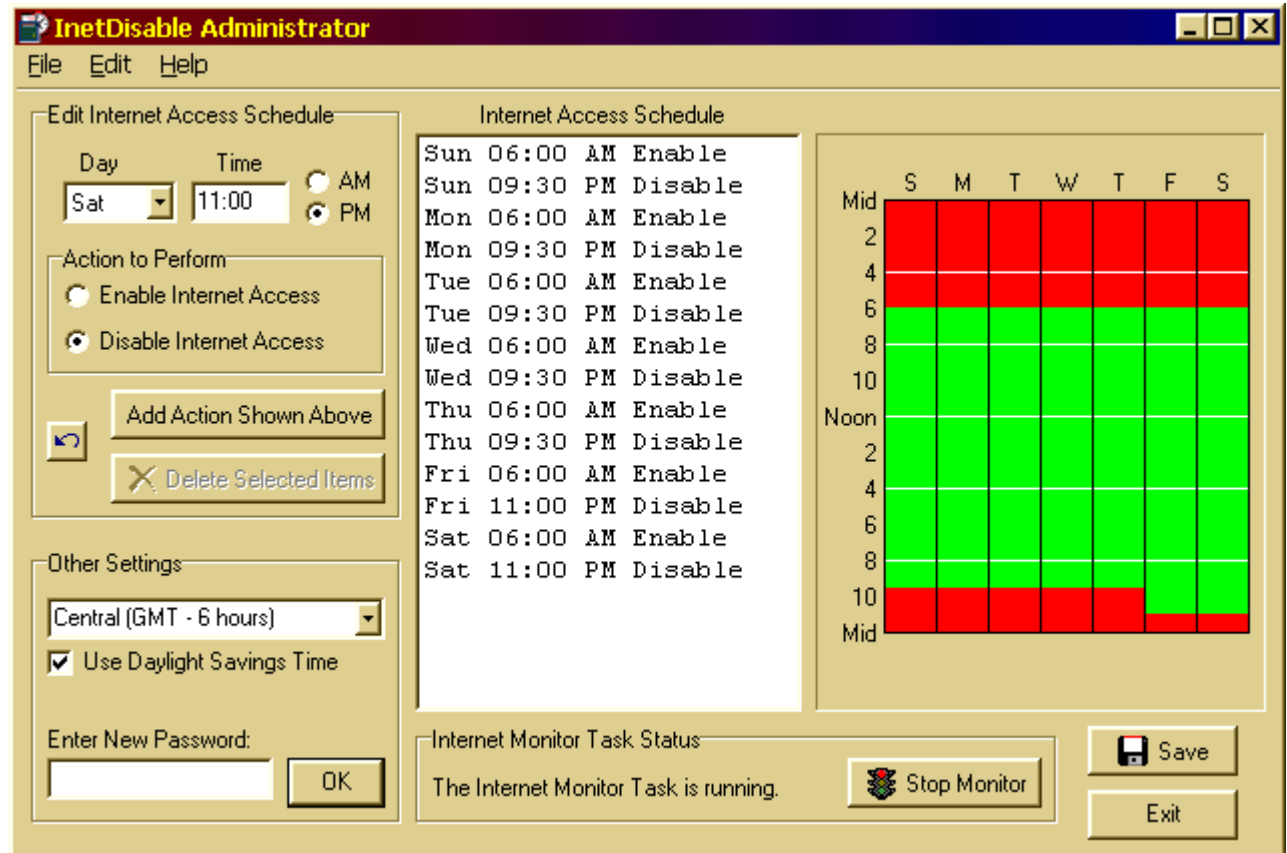 InetDisable Administrator
File Edit Help
Edit Internet Access Schedule
Day Time
Sat 11:00 AM
PM
Action to Perform
Enable Internet Access
Disable Internet Access
Add Action Shown Above
Delete Selected Items
Other Settings
Central (GMT - 6 hours)
Use Daylight Savings Time
Enter New Password:
OK
Internet Access Schedule
Sun 06:00 AM Enable
Sun 09:30 PM Disable
Mon 06:00 AM Enable
Mon 09:30 PM Disable
Tue 06:00 AM Enable
Tue 09:30 PM Disable
Wed 06:00 AM Enable
Wed 09:30 PM Disable
Thu 06:00 AM Enable
Thu 09:30 PM Disable
Fri 06:00 AM Enable
Fri 11:00 PM Disable
Sat 06:00 AM Enable
Sat 11:00 PM Disable
S M T W T F S
Mid
2
4
6
8
10
Noon
2
4
6
8
10
Mid
Internet Monitor Task Status
The Internet Monitor Task is running.
Stop Monitor
Save
Exit